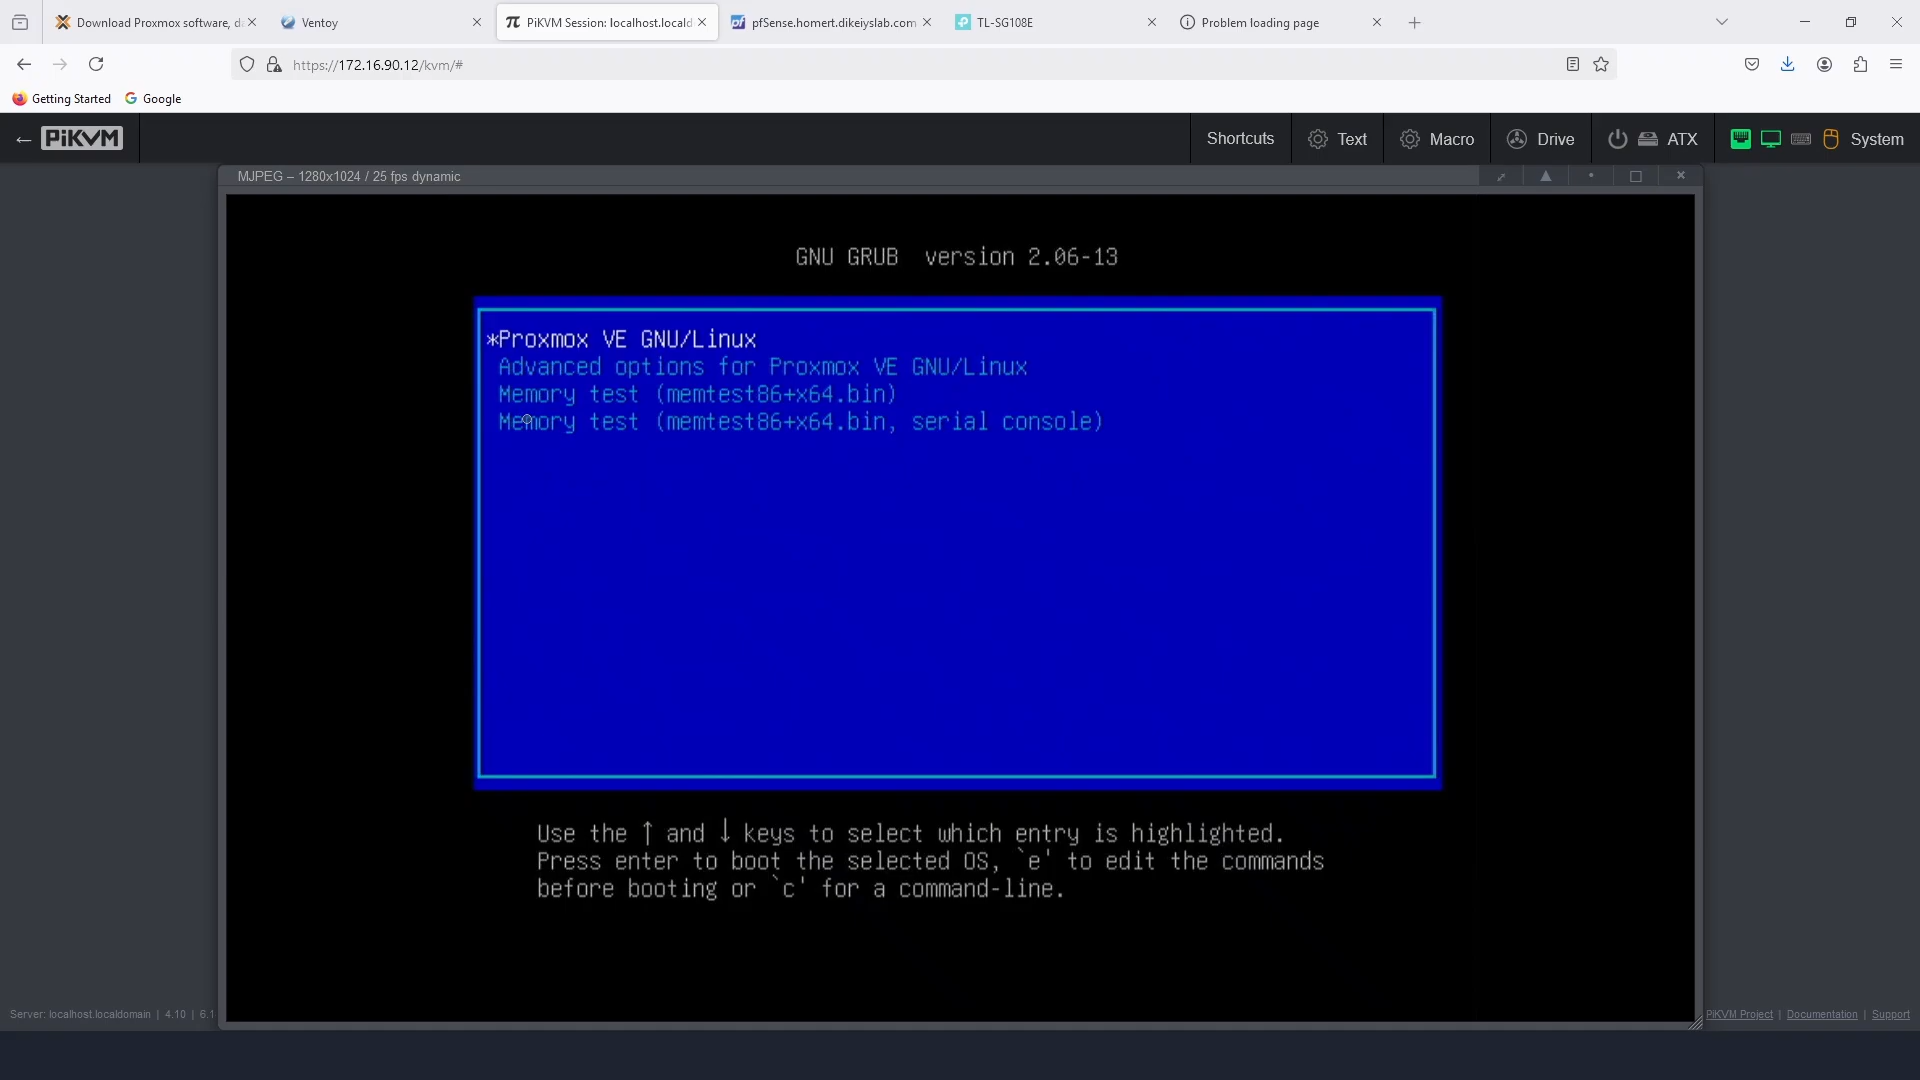 Download Proxmox software, da
Ventoy
PiKVM Session: localhost.locald
pfSense.homert.dikeiyslab.com
TL-SG108E
Problem loading page
https://172.16.90.12/kvm/#
Getting Started
Google
PiKVM
Shortcuts
Text
Macro
Drive
ATX
System
MJPEG – 1280x1024 / 25 fps dynamic
GNU GRUB version 2.06-13
*Proxmox VE GNU/Linux
Advanced options for Proxmox VE GNU/Linux
Memory test (memtest86+x64.bin)
Memory test (memtest86+x64.bin, serial console)
Use the ↑ and ↓ keys to select which entry is highlighted.
Press enter to boot the selected OS, `e' to edit the commands
before booting or `c' for a command-line.
Server: localhost.localdomain | 4.10 | 6.1
PiKVM Project | Documentation | Support